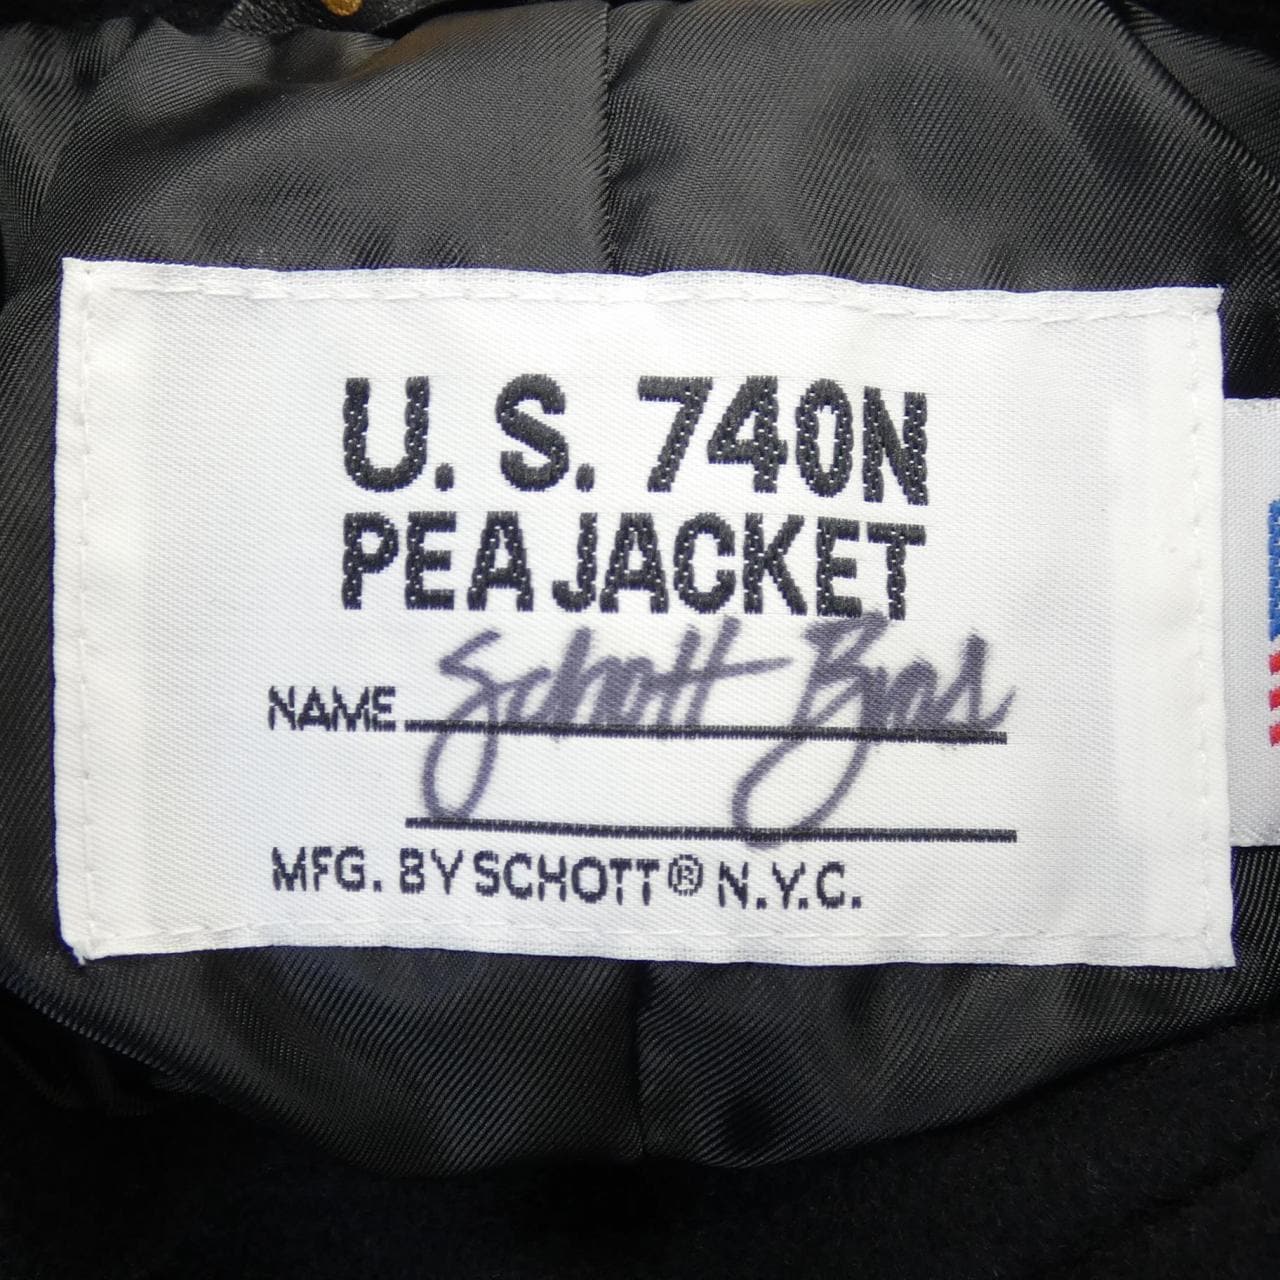 U. S. 740N
PEA JACKET
NAME Schott Bros
MFG. BY SCHOTT® N.Y.C.